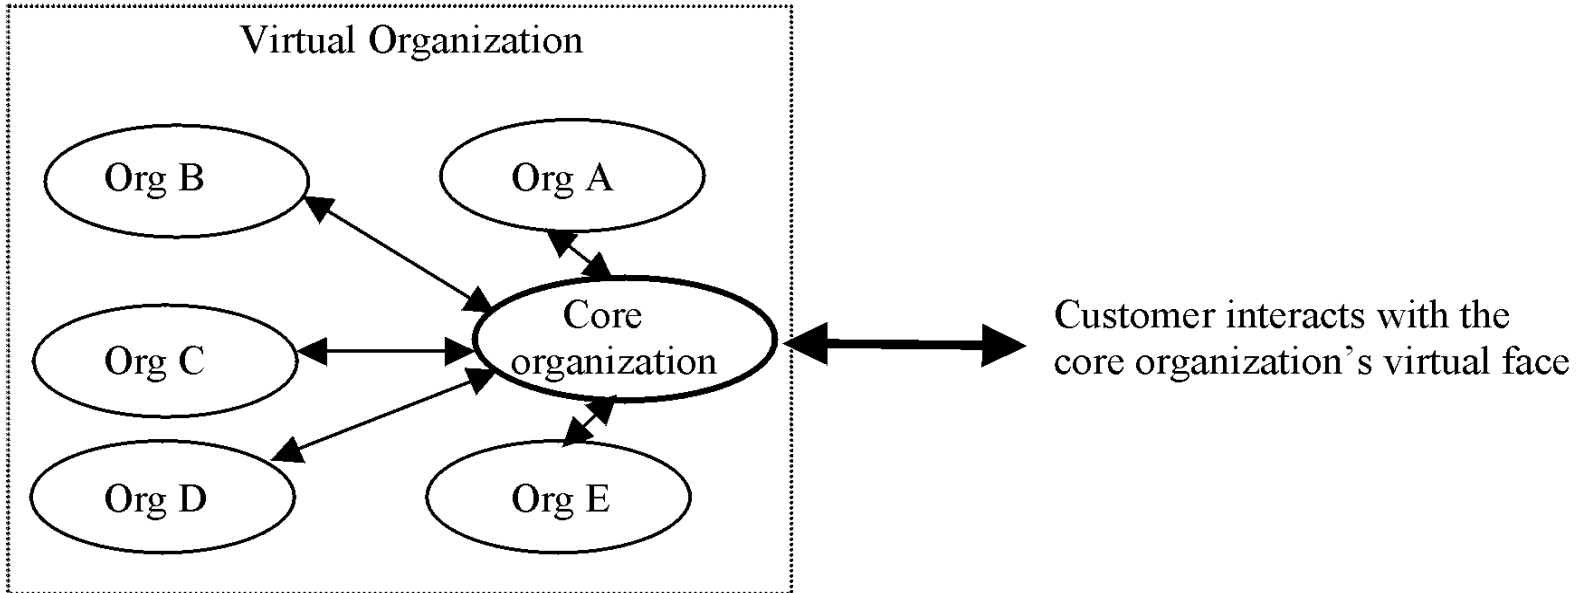 Virtual Organization
Org B
Org A
Core
organization
Customer interacts with the
core organization’s virtual face
Org C
Org D
Org E